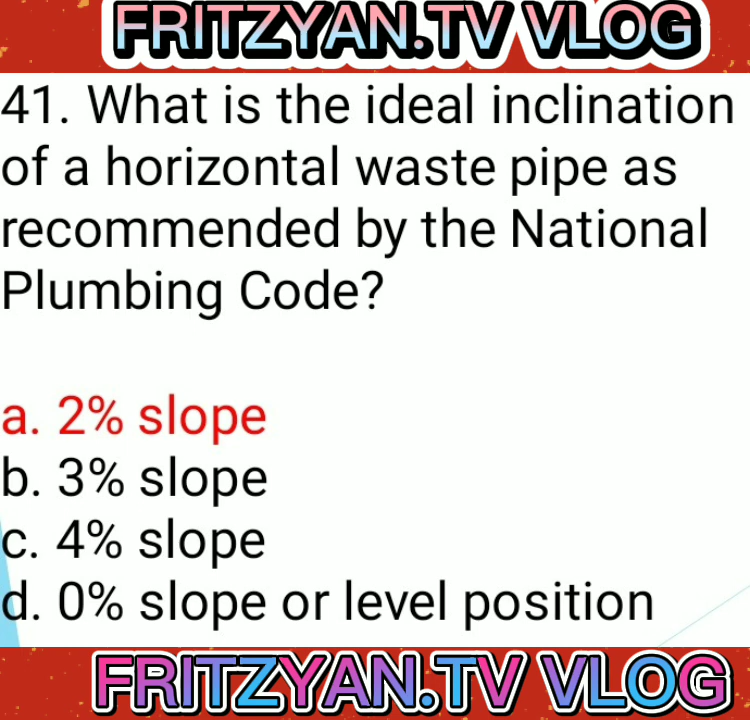 FRITZYAN.TV VLOG
41. What is the ideal inclination
of a horizontal waste pipe as
recommended by the National
Plumbing Code?
a. 2% slope
b. 3% slope
c. 4% slope
d. 0% slope or level position
FRITZYAN.TV VLOG